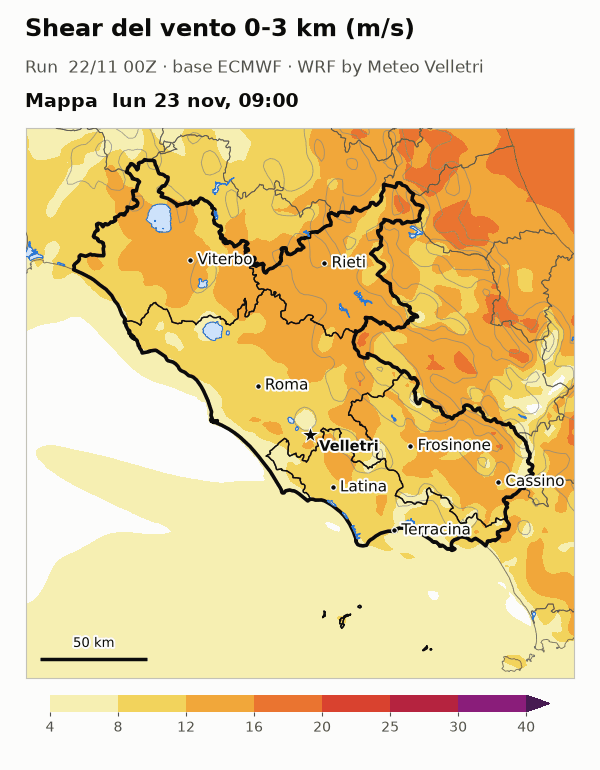 Shear del vento 0-3 km (m/s)
Run  22/11 00Z · base ECMWF · WRF by Meteo Velletri
Mappa  lun 23 nov, 09:00
Viterbo
Rieti
Roma
Velletri
Frosinone
Cassino
Latina
Terracina
50 km
4 8 12 16 20 25 30 40